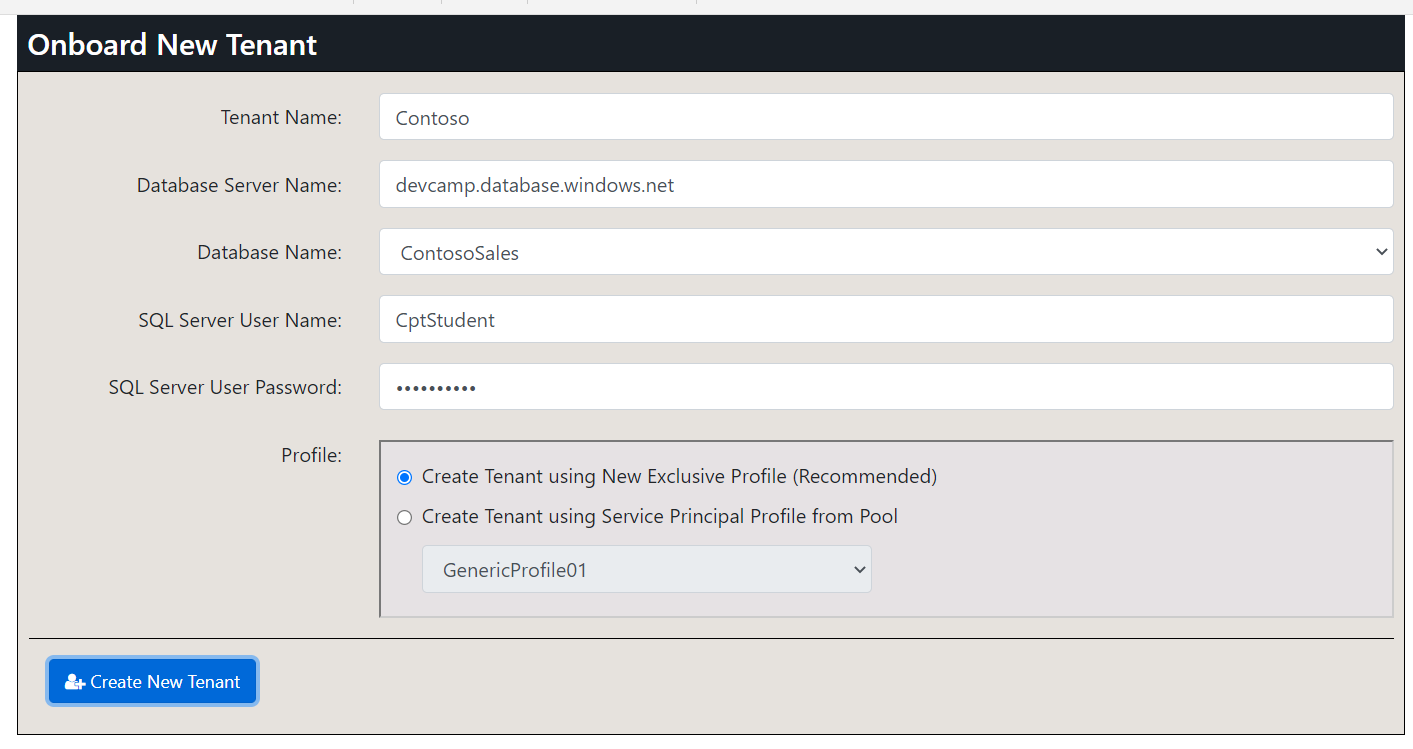 Onboard New Tenant
Tenant Name: Contoso
Database Server Name: devcamp.database.windows.net
Database Name: ContosoSales
SQL Server User Name: CptStudent
SQL Server User Password: ••••••••••
Profile:
Create Tenant using New Exclusive Profile (Recommended)
Create Tenant using Service Principal Profile from Pool
GenericProfile01
Create New Tenant